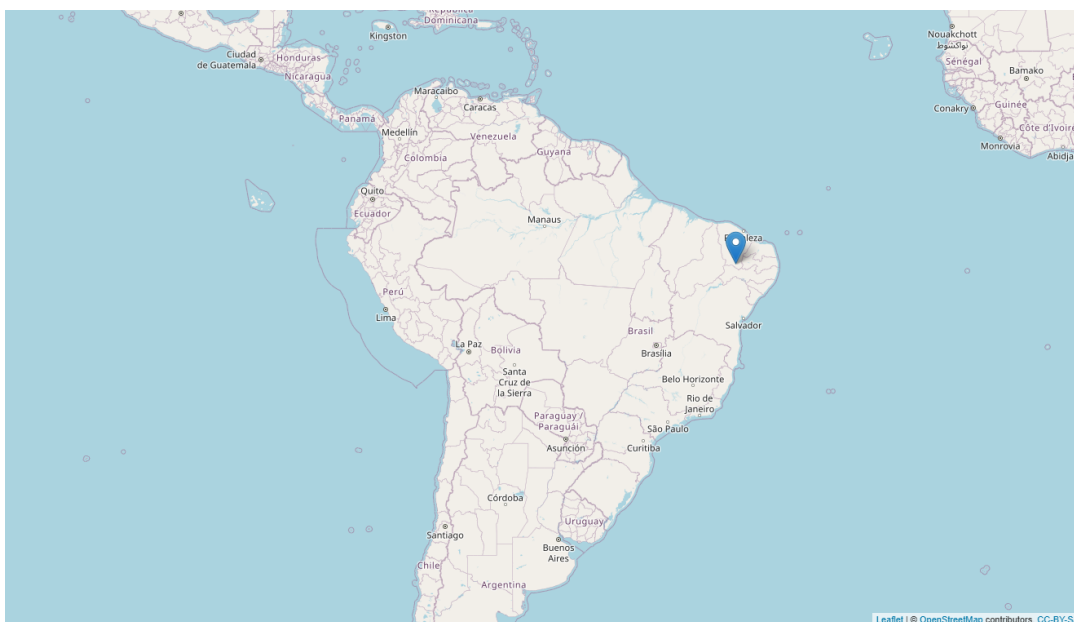 República
Dominicana
Kingston
Ciudad
de Guatemala
Honduras
Nicaragua
Nouakchott
نواكشوط
Sénégal
Bamako
Maracaibo
Caracas
Conakry
Guinée
Panamá
Medellín
Venezuela
Côte d'Ivoire
Guyana
Monrovia
Colombia
Quito
Ecuador
Manaus
Perú
Lima
Salvador
Brasil
La Paz
Bolivia
Brasília
Santa
Cruz de
la Sierra
Belo Horizonte
Rio de
Janeiro
Paraguay /
Paraguái
São Paulo
Asunción
Curitiba
Córdoba
Uruguay
Santiago
Buenos
Aires
Chile
Argentina
Leaflet | © OpenStreetMap contributors, CC-BY-S